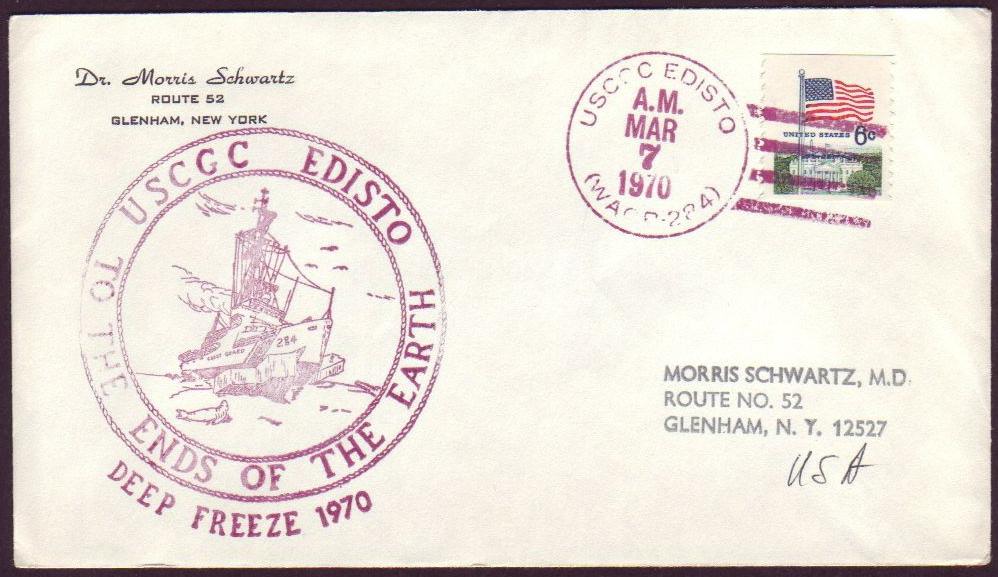 Dr. Morris Schwartz
ROUTE 52
GLENHAM, NEW YORK
USCGC EDISTO
TO THE ENDS OF THE EARTH
COAST GUARD
284
DEEP FREEZE 1970
USCGC EDISTO
A.M.
MAR
7
1970
(WAGB-284)
UNITED STATES 6c
MORRIS SCHWARTZ, M.D.
ROUTE NO. 52
GLENHAM, N. Y. 12527
USA